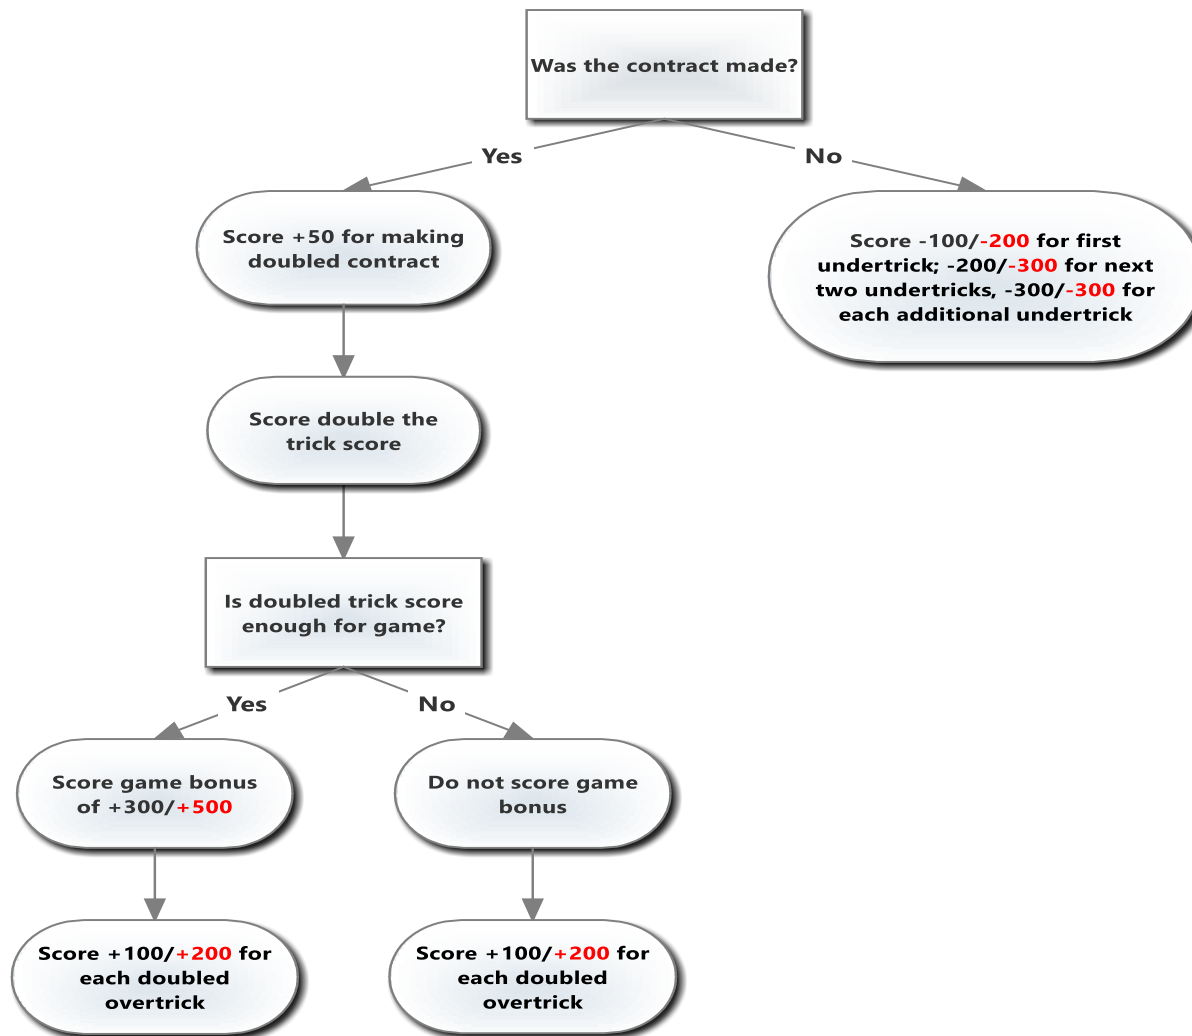 Was the contract made?
Yes
No
Score +50 for making
doubled contract
Score -100/-200 for first
undertrick; -200/-300 for next
two undertricks, -300/-300 for
each additional undertrick
Score double the
trick score
Is doubled trick score
enough for game?
Yes
No
Score game bonus
of +300/+500
Do not score game
bonus
Score +100/+200 for
each doubled
overtrick
Score +100/+200 for
each doubled
overtrick